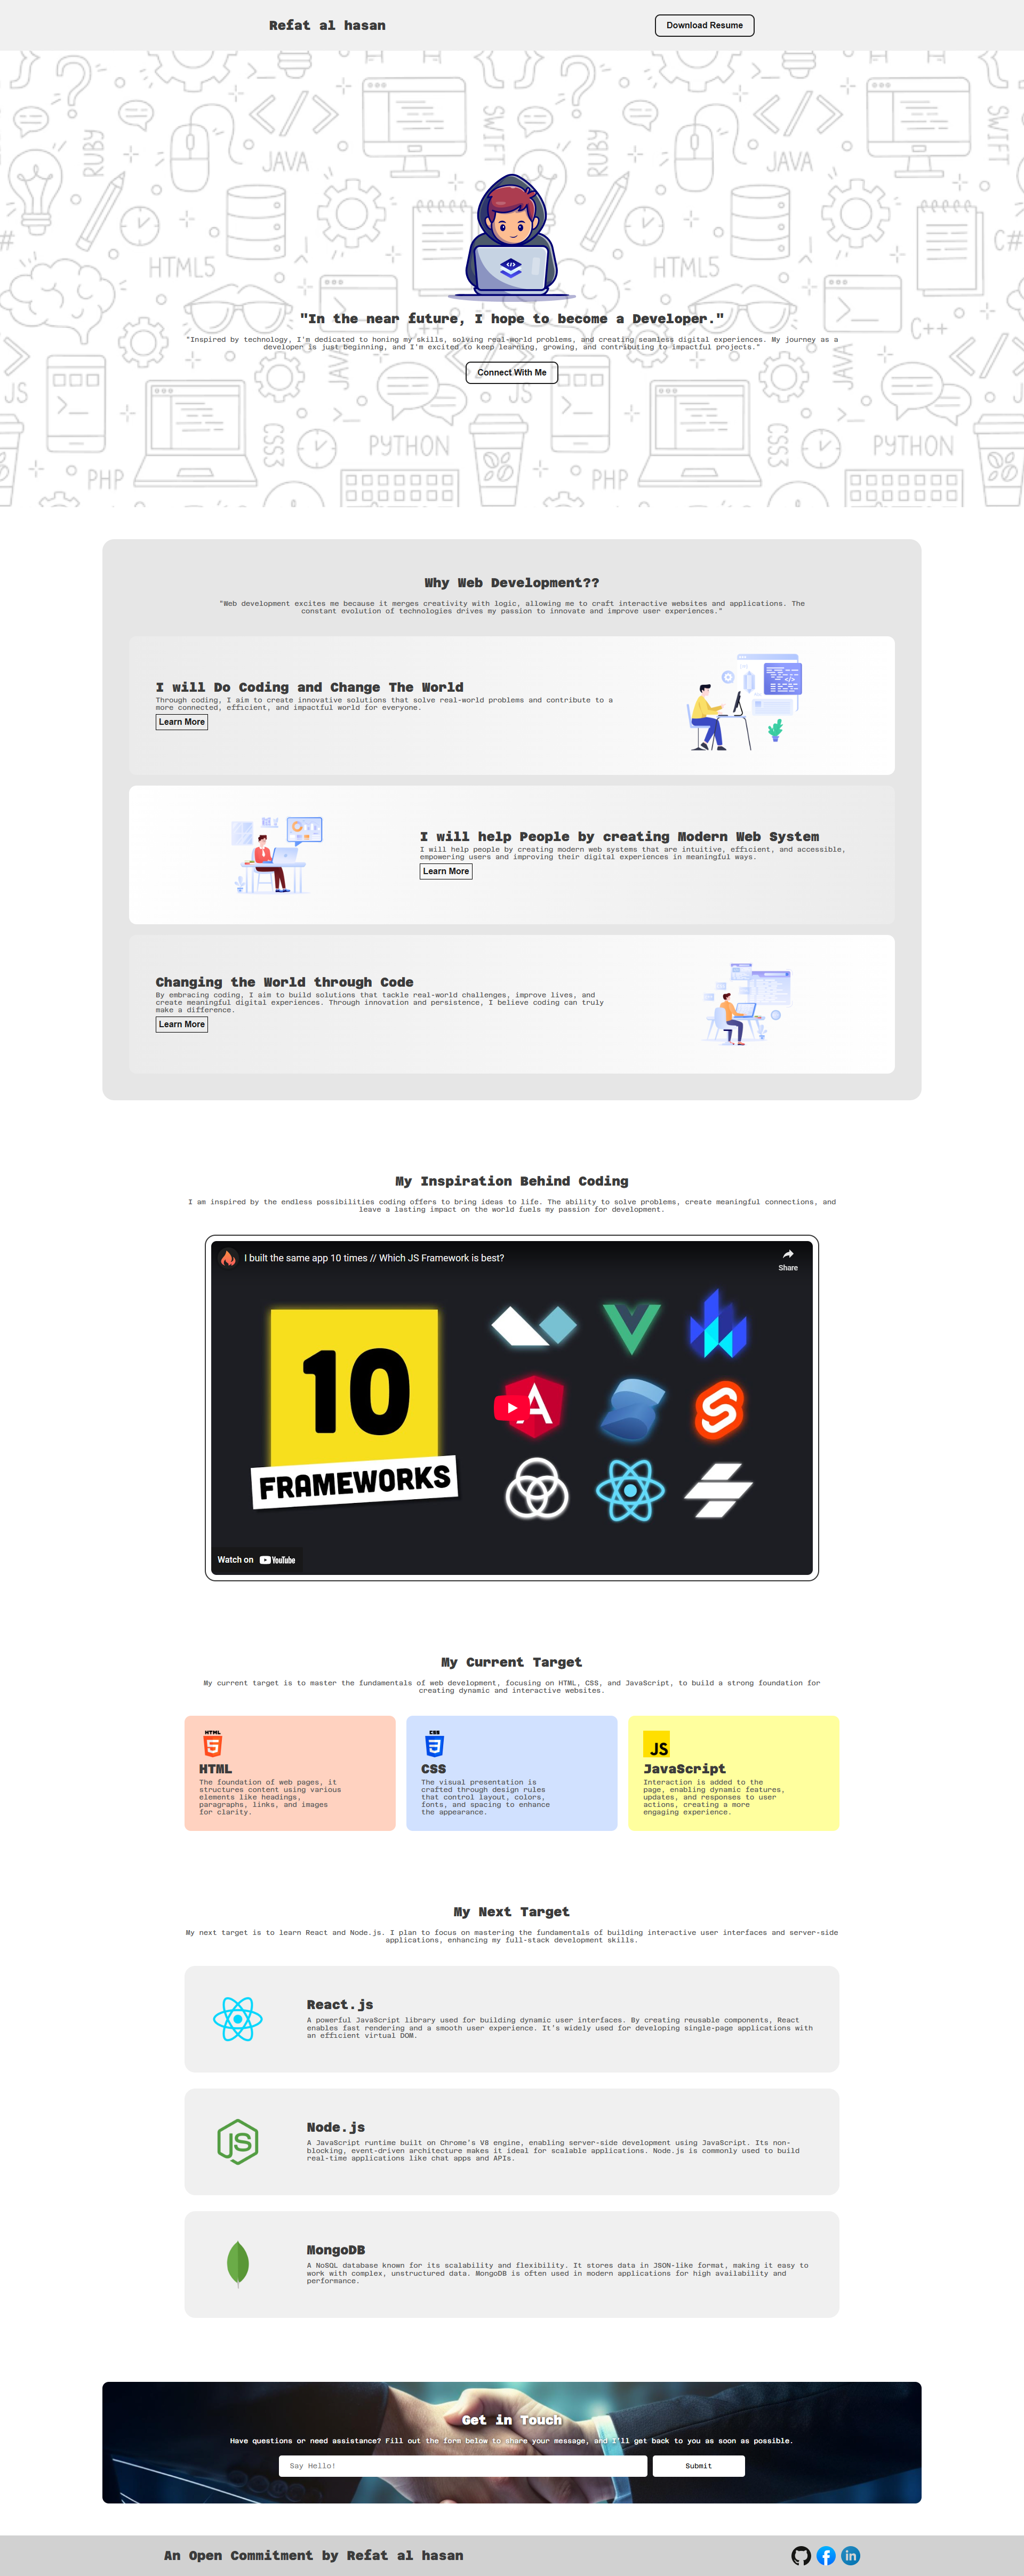 Refat al hasan
Download Resume
RUBY
JAVA
SWIFT
JAVA
SWIFT
C#
HTML5
HTML5
C#
C++
C++
JS
JS
PYTHON
PYTHON
CSS3
CSS3
PHP
PHP
"In the near future, I hope to become a Developer."
"Inspired by technology, I'm dedicated to honing my skills, solving real-world problems, and creating seamless digital experiences. My journey as a
developer is just beginning, and I'm excited to keep learning, growing, and contributing to impactful projects."
Connect With Me
Why Web Development??
"Web development excites me because it merges creativity with logic, allowing me to craft interactive websites and applications. The
constant evolution of technologies drives my passion to innovate and improve user experiences."
I will Do Coding and Change The World
Through coding, I aim to create innovative solutions that solve real-world problems and contribute to a
more connected, efficient, and impactful world for everyone.
Learn More
I will help People by creating Modern Web System
I will help people by creating modern web systems that are intuitive, efficient, and accessible,
empowering users and improving their digital experiences in meaningful ways.
Learn More
Changing the World through Code
By embracing coding, I aim to build solutions that tackle real-world challenges, improve lives, and
create meaningful digital experiences. Through innovation and persistence, I believe coding can truly
make a difference.
Learn More
My Inspiration Behind Coding
I am inspired by the endless possibilities coding offers to bring ideas to life. The ability to solve problems, create meaningful connections, and
leave a lasting impact on the world fuels my passion for development.
I built the same app 10 times // Which JS Framework is best?
Share
10
FRAMEWORKS
Watch on YouTube
My Current Target
My current target is to master the fundamentals of web development, focusing on HTML, CSS, and JavaScript, to build a strong foundation for
creating dynamic and interactive websites.
HTML
HTML
The foundation of web pages, it
structures content using various
elements like headings,
paragraphs, links, and images
for clarity.
CSS
CSS
The visual presentation is
crafted through design rules
that control layout, colors,
fonts, and spacing to enhance
the appearance.
JS
JavaScript
Interaction is added to the
page, enabling dynamic features,
updates, and responses to user
actions, creating a more
engaging experience.
My Next Target
My next target is to learn React and Node.js. I plan to focus on mastering the fundamentals of building interactive user interfaces and server-side
applications, enhancing my full-stack development skills.
React.js
A powerful JavaScript library used for building dynamic user interfaces. By creating reusable components, React
enables fast rendering and a smooth user experience. It's widely used for developing single-page applications with
an efficient virtual DOM.
JS
Node.js
A JavaScript runtime built on Chrome's V8 engine, enabling server-side development using JavaScript. Its non-
blocking, event-driven architecture makes it ideal for scalable applications. Node.js is commonly used to build
real-time applications like chat apps and APIs.
MongoDB
A NoSQL database known for its scalability and flexibility. It stores data in JSON-like format, making it easy to
work with complex, unstructured data. MongoDB is often used in modern applications for high availability and
performance.
Get in Touch
Have questions or need assistance? Fill out the form below to share your message, and I'll get back to you as soon as possible.
Say Hello!
Submit
An Open Commitment by Refat al hasan